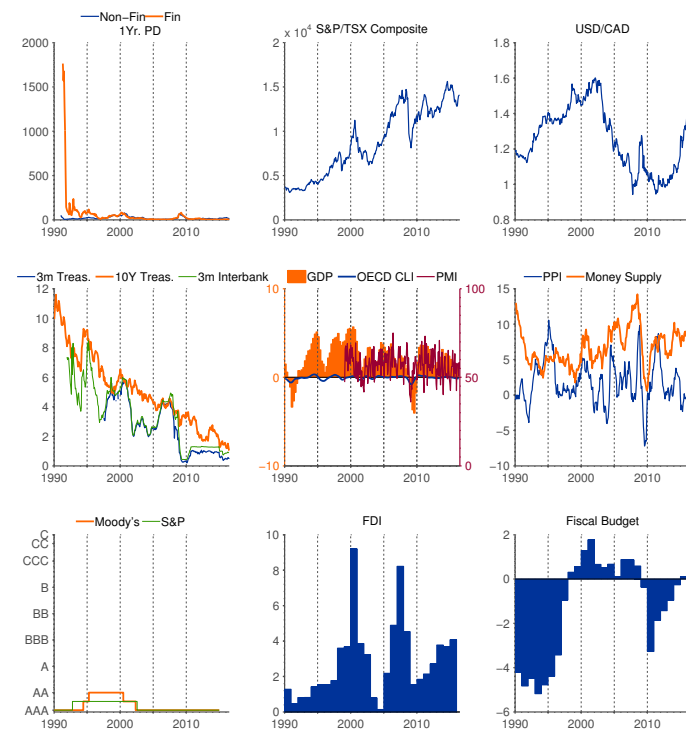 Non−Fin Fin
1Yr. PD
2000
1500
1000
500
0
1990 2000 2010
2 x 10^4 S&P/TSX Composite
1.5
1
0.5
0
1990 2000 2010
USD/CAD
1.8
1.6
1.4
1.2
1
0.8
1990 2000 2010
3m Treas. 10Y Treas. 3m Interbank
12
10
8
6
4
2
0
1990 2000 2010
GDP OECD CLI PMI
10 100
0 50
−10 0
1990 2000 2010
PPI Money Supply
15
10
5
0
−5
−10
1990 2000 2010
Moody's S&P
C
CC
CCC
B
BB
BBB
A
AA
AAA
1990 2000 2010
FDI
10
8
6
4
2
0
1990 2000 2010
Fiscal Budget
2
0
−2
−4
−6
1990 2000 2010